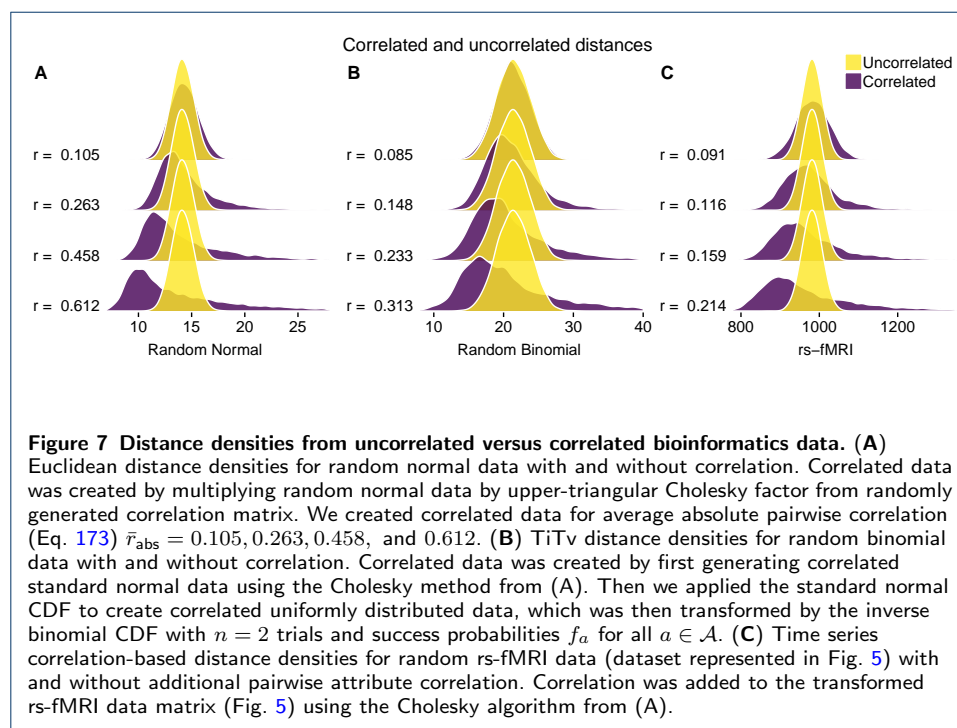 Correlated and uncorrelated distances
A
B
C
Uncorrelated
Correlated
r = 0.105
r = 0.263
r = 0.458
r = 0.612
10 15 20 25
Random Normal
r = 0.085
r = 0.148
r = 0.233
r = 0.313
10 20 30 40
Random Binomial
r = 0.091
r = 0.116
r = 0.159
r = 0.214
800 1000 1200
rs−fMRI
Figure 7 Distance densities from uncorrelated versus correlated bioinformatics data. (A)
Euclidean distance densities for random normal data with and without correlation. Correlated data
was created by multiplying random normal data by upper-triangular Cholesky factor from randomly
generated correlation matrix. We created correlated data for average absolute pairwise correlation
(Eq. 173) r̄abs = 0.105, 0.263, 0.458, and 0.612. (B) TiTv distance densities for random binomial
data with and without correlation. Correlated data was created by first generating correlated
standard normal data using the Cholesky method from (A). Then we applied the standard normal
CDF to create correlated uniformly distributed data, which was then transformed by the inverse
binomial CDF with n = 2 trials and success probabilities fa for all a ∈ 𝒜. (C) Time series
correlation-based distance densities for random rs-fMRI data (dataset represented in Fig. 5) with
and without additional pairwise attribute correlation. Correlation was added to the transformed
rs-fMRI data matrix (Fig. 5) using the Cholesky algorithm from (A).